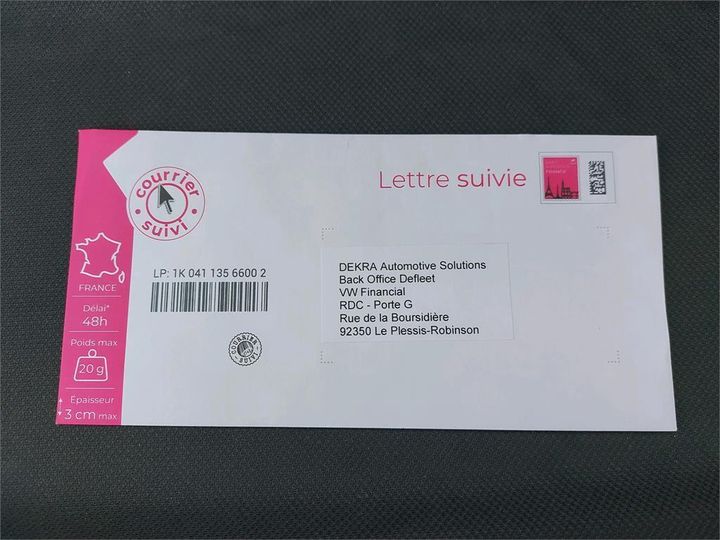 Lettre suivie
courrier
suivi
FRANCE
Délai*
48h
Poids max
20 g
Epaisseur
3 cm max
LP: 1K 041 135 6600 2
COURRIER
SUIVI
DEKRA Automotive Solutions
Back Office Defleet
VW Financial
RDC - Porte G
Rue de la Boursidière
92350 Le Plessis-Robinson